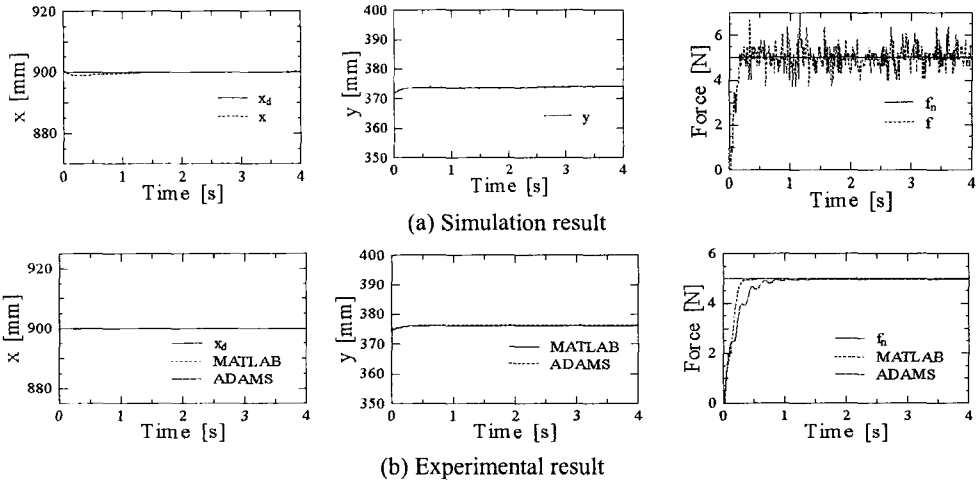 x [mm]
920
900
880
x_d
x
0 1 2 3 4
Time [s]
y [mm]
400
390
380
370
360
350
y
0 1 2 3 4
Time [s]
Force [N]
6
4
2
0
f_n
f
0 1 2 3 4
Time [s]
(a) Simulation result
x [mm]
920
900
880
x_d
MATLAB
ADAMS
0 1 2 3 4
Time [s]
y [mm]
400
390
380
370
360
350
MATLAB
ADAMS
0 1 2 3 4
Time [s]
Force [N]
6
4
2
0
f_n
MATLAB
ADAMS
0 1 2 3 4
Time [s]
(b) Experimental result